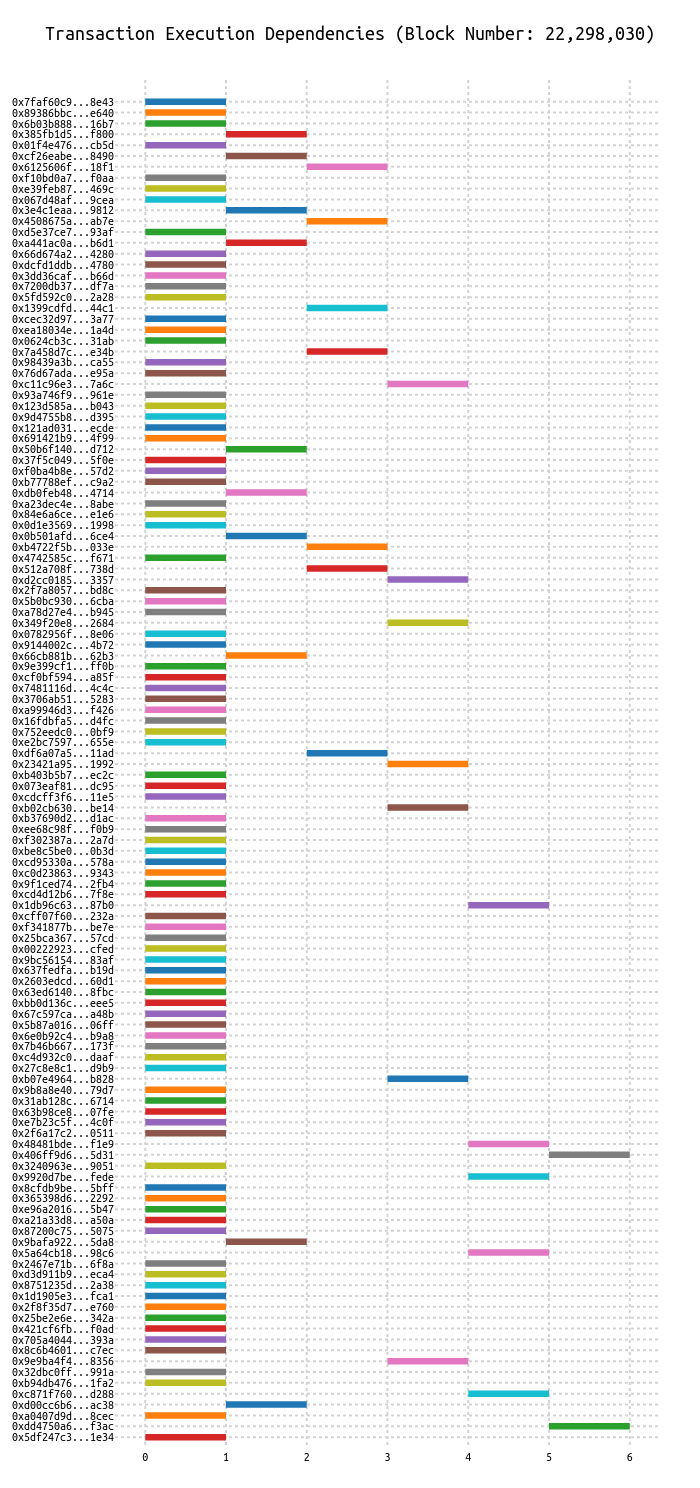 Transaction Execution Dependencies (Block Number: 22,298,030)
0x7faf60c9...8e43
0x89386bbc...e640
0x6b03b888...16b7
0x385fb1d5...f800
0x01f4e476...cb5d
0xcf26eabe...8490
0x6125606f...18f1
0xf10bd0a7...f0aa
0xe39feb87...469c
0x067d48af...9cea
0x3e4c1eaa...9812
0x4508675a...ab7e
0xd5e37ce7...93af
0xa441ac0a...b6d1
0x66d674a2...4280
0xdcfd1ddb...4780
0x3dd36caf...b66d
0x7200db37...df7a
0x5fd592c0...2a28
0x1399cdfd...44c1
0xcec32d97...3a77
0xea18034e...1a4d
0x0624cb3c...31ab
0x7a458d7c...e34b
0x98439a3b...ca55
0x76d67ada...e95a
0xc11c96e3...7a6c
0x93a746f9...961e
0x123d585a...b043
0x9d4755b8...d395
0x121ad031...ecde
0x691421b9...4f99
0x50b6f140...d712
0x37f5c049...5f0e
0xf0ba4b8e...57d2
0xb77788ef...c9a2
0xdb0feb48...4714
0xa23dec4e...8abe
0x84e6a6ce...e1e6
0x0d1e3569...1998
0x0b501afd...6ce4
0xb4722f5b...033e
0x4742585c...f671
0x512a708f...738d
0xd2cc0185...3357
0x2f7a8057...bd8c
0x5b0bc930...6cba
0xa78d27e4...b945
0x349f20e8...2684
0x0782956f...8e06
0x9144002c...4b72
0x66cb881b...62b3
0x9e399cf1...ff0b
0xcf0bf594...a85f
0x7481116d...4c4c
0x3706ab51...5283
0xa99946d3...f426
0x16fdbfa5...d4fc
0x752eedc0...0bf9
0xe2bc7597...655e
0xdf6a07a5...11ad
0x23421a95...1992
0xb403b5b7...ec2c
0x073eaf81...dc95
0xcdcff3f6...11e5
0xb02cb630...be14
0xb37690d2...d1ac
0xee68c98f...f0b9
0xf302387a...2a7d
0xbe8c5be0...0b3d
0xcd95330a...578a
0xc0d23863...9343
0x9f1ced74...2fb4
0xcd4d12b6...7f8e
0x1db96c63...87b0
0xcff07f60...232a
0xf341877b...be7e
0x25bca367...57cd
0x00222923...cfed
0x9bc56154...83af
0x637fedfa...b19d
0x2603edcd...60d1
0x63ed6140...8fbc
0xbb0d136c...eee5
0x67c597ca...a48b
0x5b87a016...06ff
0x6e0b92c4...b9a8
0x7b46b667...173f
0xc4d932c0...daaf
0x27c8e8c1...d9b9
0xb07e4964...b828
0x9b8a8e40...79d7
0x31ab128c...6714
0x63b98ce8...07fe
0xe7b23c5f...4c0f
0x2f6a17c2...0511
0x48481bde...f1e9
0x406ff9d6...5d31
0x3240963e...9051
0x9920d7be...fede
0x8cfdb9be...5bff
0x365398d6...2292
0xe96a2016...5b47
0xa21a33d8...a50a
0x87200c75...5075
0x9bafa922...5da8
0x5a64cb18...98c6
0x2467e71b...6f8a
0xd3d911b9...eca4
0x8751235d...2a38
0x1d1905e3...fca1
0x2f8f35d7...e760
0x25be2e6e...342a
0x421cf6fb...f0ad
0x705a4044...393a
0x8c6b4601...c7ec
0x9e9ba4f4...8356
0x32dbc0ff...991a
0xb94db476...1fa2
0xc871f760...d288
0xd00cc6b6...ac38
0xa0407d9d...8cec
0xdd4750a6...f3ac
0x5df247c3...1e34
0 1 2 3 4 5 6